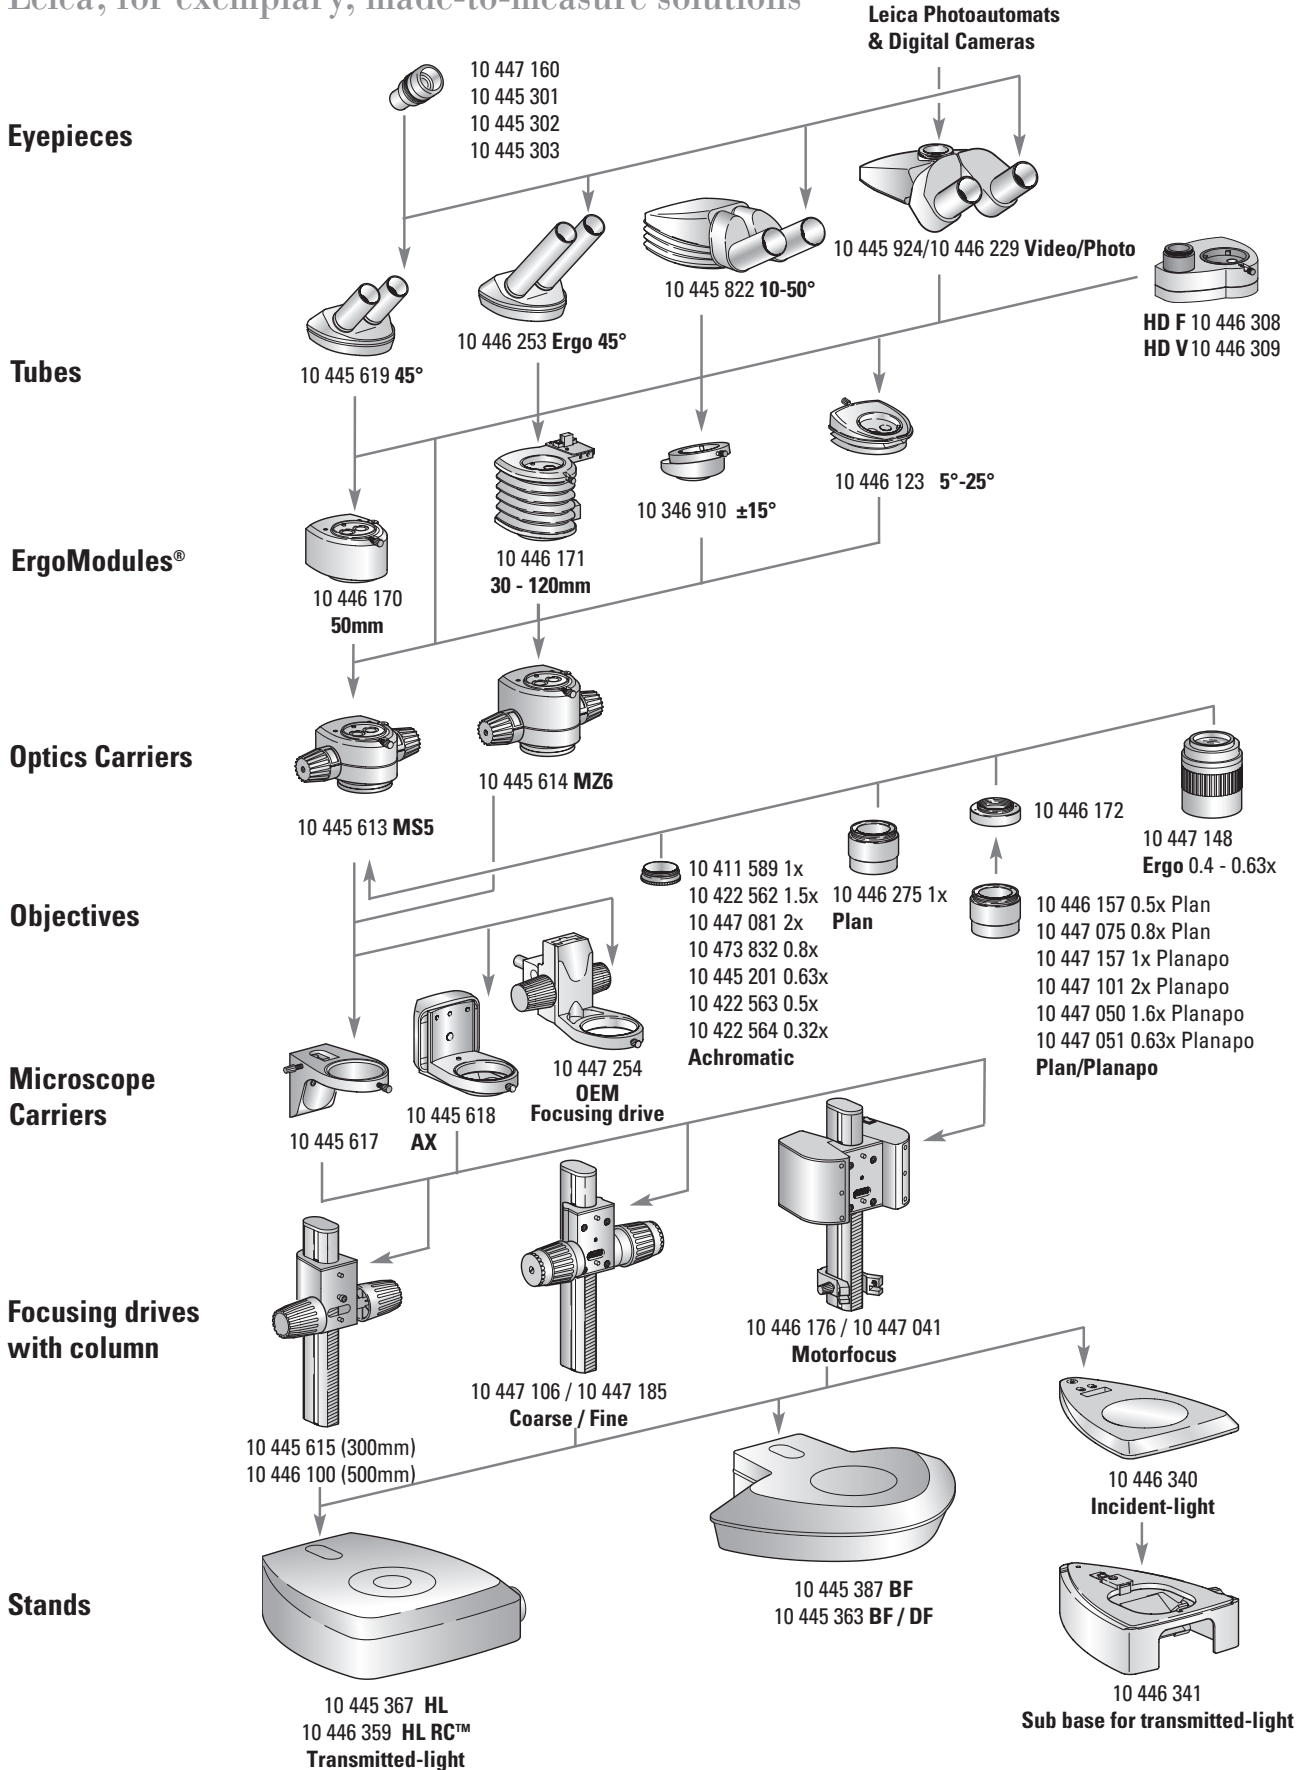 Leica, for exemplary, made-to-measure solutions
Leica Photoautomats
& Digital Cameras
Eyepieces
10 447 160
10 445 301
10 445 302
10 445 303
Tubes
10 445 619 45°
10 446 253 Ergo 45°
10 445 822 10-50°
10 445 924/10 446 229 Video/Photo
HD F 10 446 308
HD V 10 446 309
ErgoModules®
10 446 170
50mm
10 446 171
30 - 120mm
10 346 910 ±15°
10 446 123 5°-25°
Optics Carriers
10 445 613 MS5
10 445 614 MZ6
Objectives
10 411 589 1x
10 422 562 1.5x
10 447 081 2x
10 473 832 0.8x
10 445 201 0.63x
10 422 563 0.5x
10 422 564 0.32x
Achromatic
10 446 275 1x
Plan
10 446 172
10 446 157 0.5x Plan
10 447 075 0.8x Plan
10 447 157 1x Planapo
10 447 101 2x Planapo
10 447 050 1.6x Planapo
10 447 051 0.63x Planapo
Plan/Planapo
10 447 148
Ergo 0.4 - 0.63x
Microscope
Carriers
10 445 617
10 445 618
AX
10 447 254
OEM
Focusing drive
Focusing drives
with column
10 445 615 (300mm)
10 446 100 (500mm)
10 447 106 / 10 447 185
Coarse / Fine
10 446 176 / 10 447 041
Motorfocus
Stands
10 445 367 HL
10 446 359 HL RC™
Transmitted-light
10 445 387 BF
10 445 363 BF / DF
10 446 340
Incident-light
10 446 341
Sub base for transmitted-light